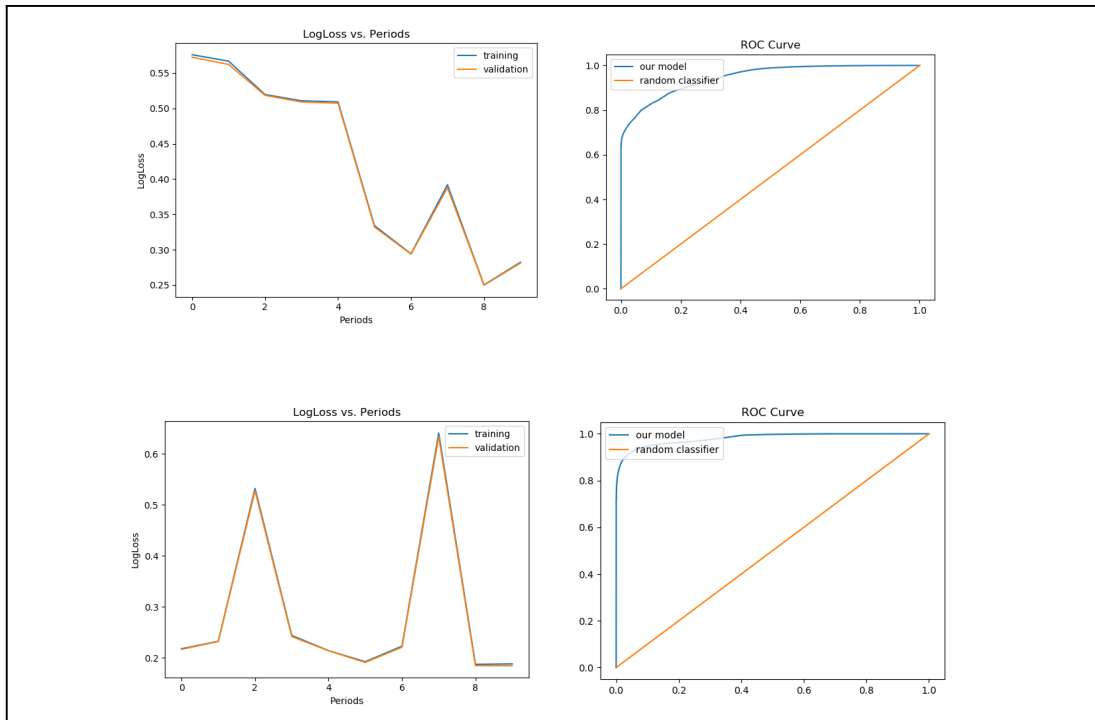 LogLoss vs. Periods
training
validation
0.55
0.50
0.45
0.40
0.35
0.30
0.25
LogLoss
0 2 4 6 8
Periods
ROC Curve
our model
random classifier
1.0
0.8
0.6
0.4
0.2
0.0
0.0 0.2 0.4 0.6 0.8 1.0
LogLoss vs. Periods
training
validation
0.6
0.5
0.4
0.3
0.2
LogLoss
0 2 4 6 8
Periods
ROC Curve
our model
random classifier
1.0
0.8
0.6
0.4
0.2
0.0
0.0 0.2 0.4 0.6 0.8 1.0